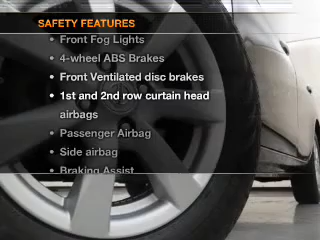 SAFETY FEATURES
• Front Fog Lights
• 4-wheel ABS Brakes
• Front Ventilated disc brakes
• 1st and 2nd row curtain head
airbags
• Passenger Airbag
• Side airbag
• Braking Assist